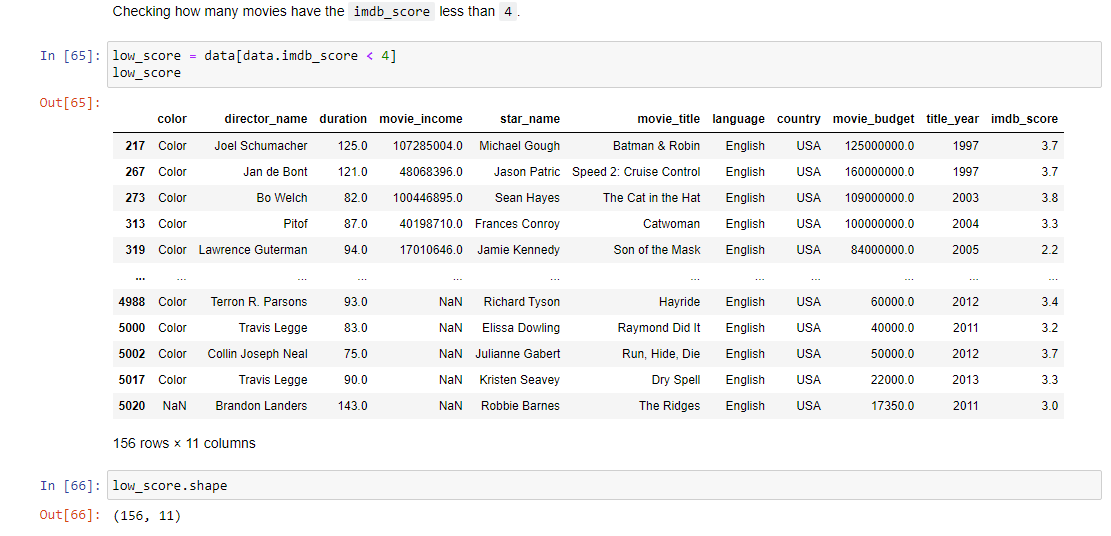 Checking how many movies have the imdb_score less than 4 .
In [65]: low_score = data[data.imdb_score < 4]
low_score
Out[65]:
color director_name duration movie_income star_name movie_title language country movie_budget title_year imdb_score
217 Color Joel Schumacher 125.0 107285004.0 Michael Gough Batman & Robin English USA 125000000.0 1997 3.7
267 Color Jan de Bont 121.0 48068396.0 Jason Patric Speed 2: Cruise Control English USA 160000000.0 1997 3.7
273 Color Bo Welch 82.0 100446895.0 Sean Hayes The Cat in the Hat English USA 109000000.0 2003 3.8
313 Color Pitof 87.0 40198710.0 Frances Conroy Catwoman English USA 100000000.0 2004 3.3
319 Color Lawrence Guterman 94.0 17010646.0 Jamie Kennedy Son of the Mask English USA 84000000.0 2005 2.2
... ... ... ... ... ... ... ... ... ... ... ...
4988 Color Terron R. Parsons 93.0 NaN Richard Tyson Hayride English USA 60000.0 2012 3.4
5000 Color Travis Legge 83.0 NaN Elissa Dowling Raymond Did It English USA 40000.0 2011 3.2
5002 Color Collin Joseph Neal 75.0 NaN Julianne Gabert Run, Hide, Die English USA 50000.0 2012 3.7
5017 Color Travis Legge 90.0 NaN Kristen Seavey Dry Spell English USA 22000.0 2013 3.3
5020 NaN Brandon Landers 143.0 NaN Robbie Barnes The Ridges English USA 17350.0 2011 3.0
156 rows × 11 columns
In [66]: low_score.shape
Out[66]: (156, 11)